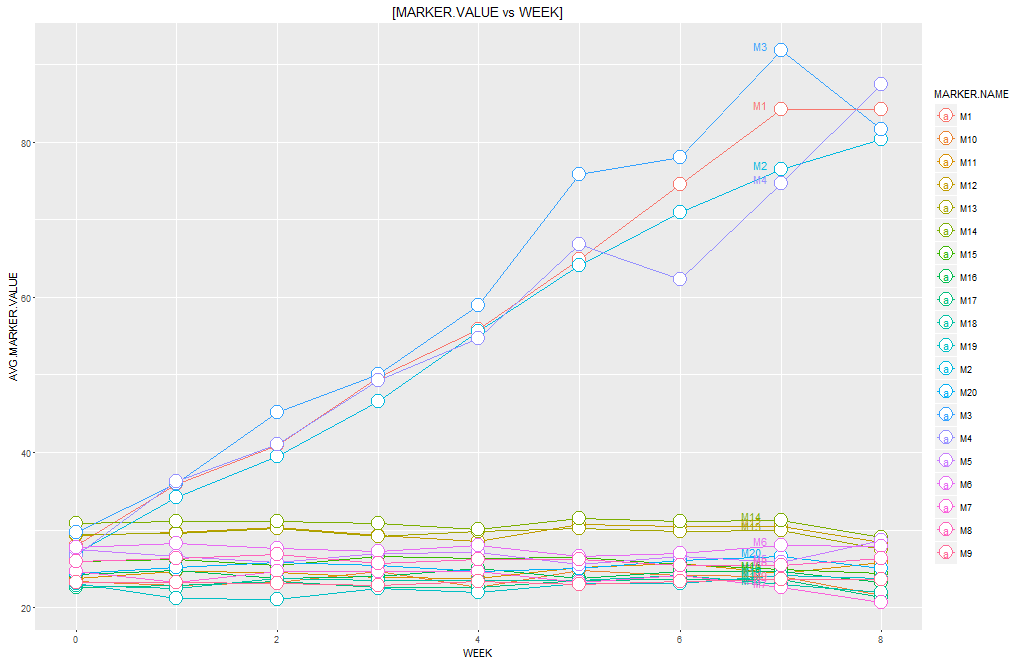 [MARKER.VALUE vs WEEK]
M3
M1
M2
M4
M14
M6
M20
80
60
40
20
AVG.MARKER.VALUE
0
2
4
6
8
WEEK
MARKER.NAME
a M1
a M10
a M11
a M12
a M13
a M14
a M15
a M16
a M17
a M18
a M19
a M2
a M20
a M3
a M4
a M5
a M6
a M7
a M8
a M9